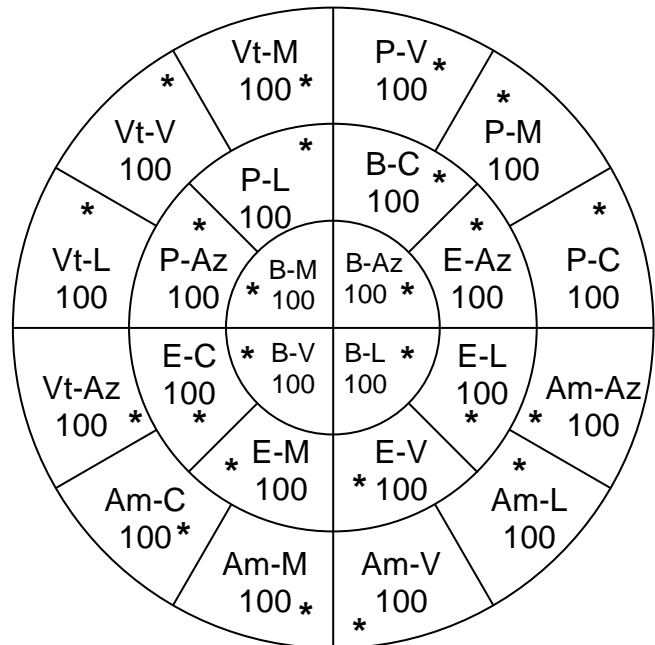 Vt-M
100 *
P-V *
100
*
Vt-V
100
*
P-M
100
*
P-L
100
B-C *
100
*
Vt-L
100
*
P-Az
100
B-M
* 100
B-Az
100 *
*
E-Az
100
*
P-C
100
Vt-Az
100 *
E-C
100
*
* B-V
100
B-L *
100
E-L
100
*
Am-Az
* 100
Am-C
100 *
E-M
* 100
E-V
* 100
*
Am-L
100
Am-M
100 *
Am-V
100
*